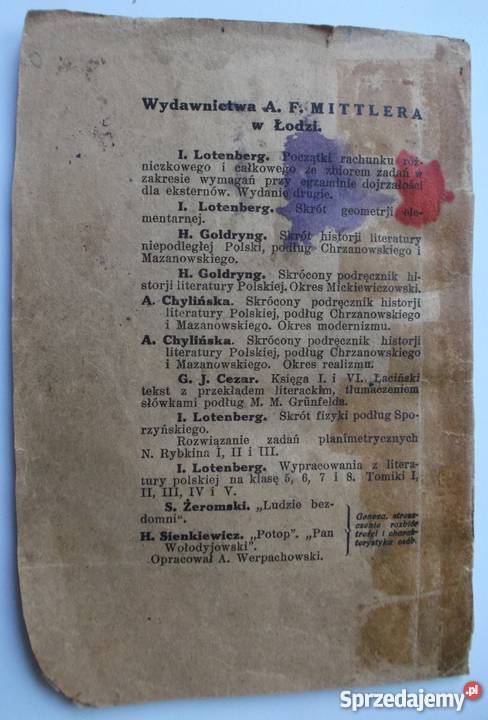 Wydawnictwa A. F. MITTLERA
w Łodzi.
I. Lotenberg. Początki rachunku róż-
niczkowego i całkowego ze zbiorem zadań w
zakresie wymagań przy egzaminie dojrzałości
dla eksternów. Wydanie drugie.
I. Lotenberg. Skrót geometrji ele-
mentarnej.
H. Goldryng. Skrót historji literatury
niepodległej Polski, podług Chrzanowskiego i
Mazanowskiego.
H. Goldryng. Skrócony podręcznik hi-
storji literatury Polskiej. Okres Mickiewiczowski.
A. Chylińska. Skrócony podręcznik historji
literatury Polskiej, podług Chrzanowskiego
i Mazanowskiego. Okres modernizmu.
A. Chylińska. Skrócony podręcznik historji
literatury Polskiej, podług Chrzanowskiego
i Mazanowskiego. Okres realizmu.
G. J. Cezar. Księga I. i VI. Łaciński
tekst z przekładem literackim, tłumaczeniem
słówkami podług M. M. Grünfelda.
I. Lotenberg. Skrót fizyki podług Spo-
rzyńskiego.
Rozwiązanie zadań planimetrycznych
N. Rybkina I, II i III.
I. Lotenberg. Wypracowania z litera-
tury polskiej na klasę 5, 6, 7 i 8. Tomiki I,
II, III, IV i V.
S. Żeromski. „Ludzie bez-
domni".
H. Sienkiewicz. „Potop". „Pan
Wołodyjowski".
Opracował A. Werpachowski.
Geneza, stresz-
czenie rozbiór
treści i charak-
terystyka osób.
Sprzedajemy.pl